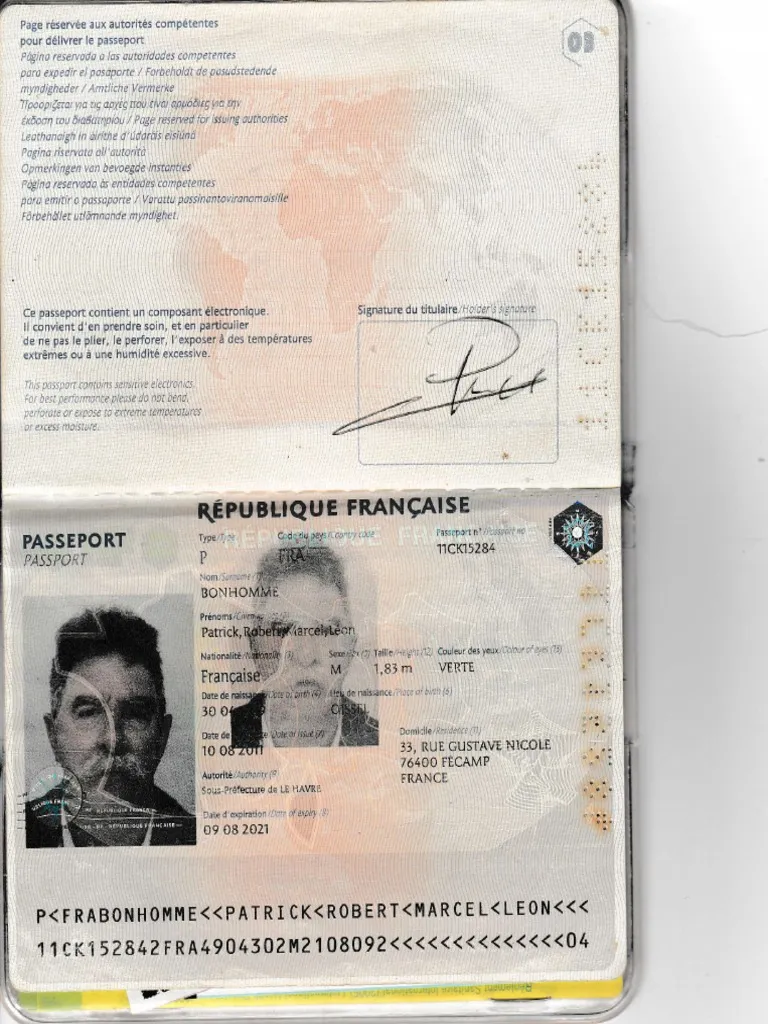 Page réservée aux autorités compétentes
03
pour délivrer le passeport
Página reservada a las autoridades competentes
para expedir el pasaporte / Forbeholdt de pasudstedende
myndigheder / Amtliche Vermerke
Προορίζεται για τις αρχές που είναι αρμόδιες για την
έκδοση του διαβατηρίου / Page reserved for issuing authorities
Leathanaigh in áirithe d'údaráis eisiúna
Pagina riservata all'autorità
Opmerkingen van bevoegde instanties
Página reservada às entidades competentes
para emitir o passaporte / Varattu passinantoviranomaisille
Förbehållet utlämnande myndighet.
Ce passeport contient un composant électronique.
Il convient d'en prendre soin, et en particulier
de ne pas le plier, le perforer, l'exposer à des températures
extrêmes ou à une humidité excessive.
This passport contains sensitive electronics.
For best performance please do not bend,
perforate or expose to extreme temperatures
or excess moisture.
Signature du titulaire/Holder's signature
RÉPUBLIQUE FRANÇAISE
PASSEPORT
PASSPORT
Type/Type Code du pays/Country code Passeport n°/Passport no
P FRA 11CK15284
Nom/Surname (1)
BONHOMME
Prénoms/
Patrick,Robert,Marcel,Léon
Nationalité/Nationality (3) Sexe/Sex (7) Taille/Height (12) Couleur des yeux/Colour of eyes (13)
Française M 1,83 m VERTE
Date de naissance/Date of birth (4) Lieu de naissance/Place of birth (6)
30 04
OISSEL
Date de /Date of issue Domicile/Residence (11)
10 08 2011
33, RUE GUSTAVE NICOLE
76400 FÉCAMP
FRANCE
Autorité/Authority (9)
Sous-Préfecture de LE HAVRE
Date d'expiration/Date of expiry (8)
09 08 2021
P<FRABONHOMME<<PATRICK<ROBERT<MARCEL<LEON<<<
11CK152842FRA4904302M2108092<<<<<<<<<<<<<<04